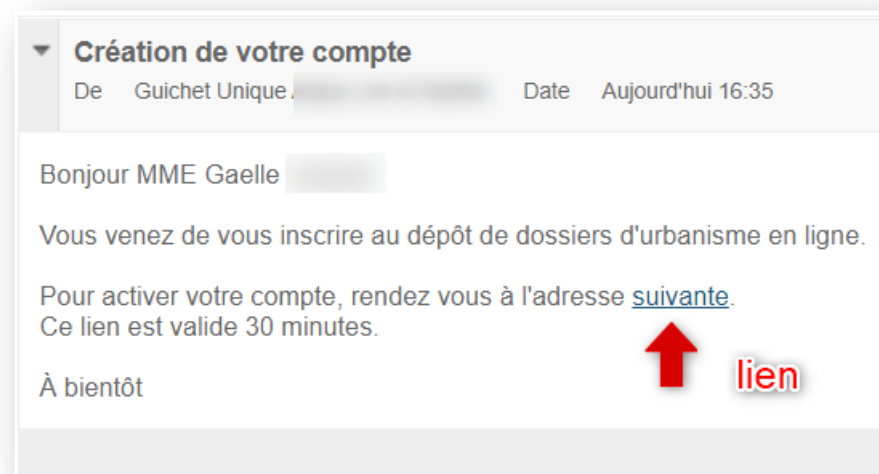 Création de votre compte
De Guichet Unique Date Aujourd'hui 16:35
Bonjour MME Gaelle
Vous venez de vous inscrire au dépôt de dossiers d'urbanisme en ligne.
Pour activer votre compte, rendez vous à l'adresse suivante.
Ce lien est valide 30 minutes.
lien
À bientôt